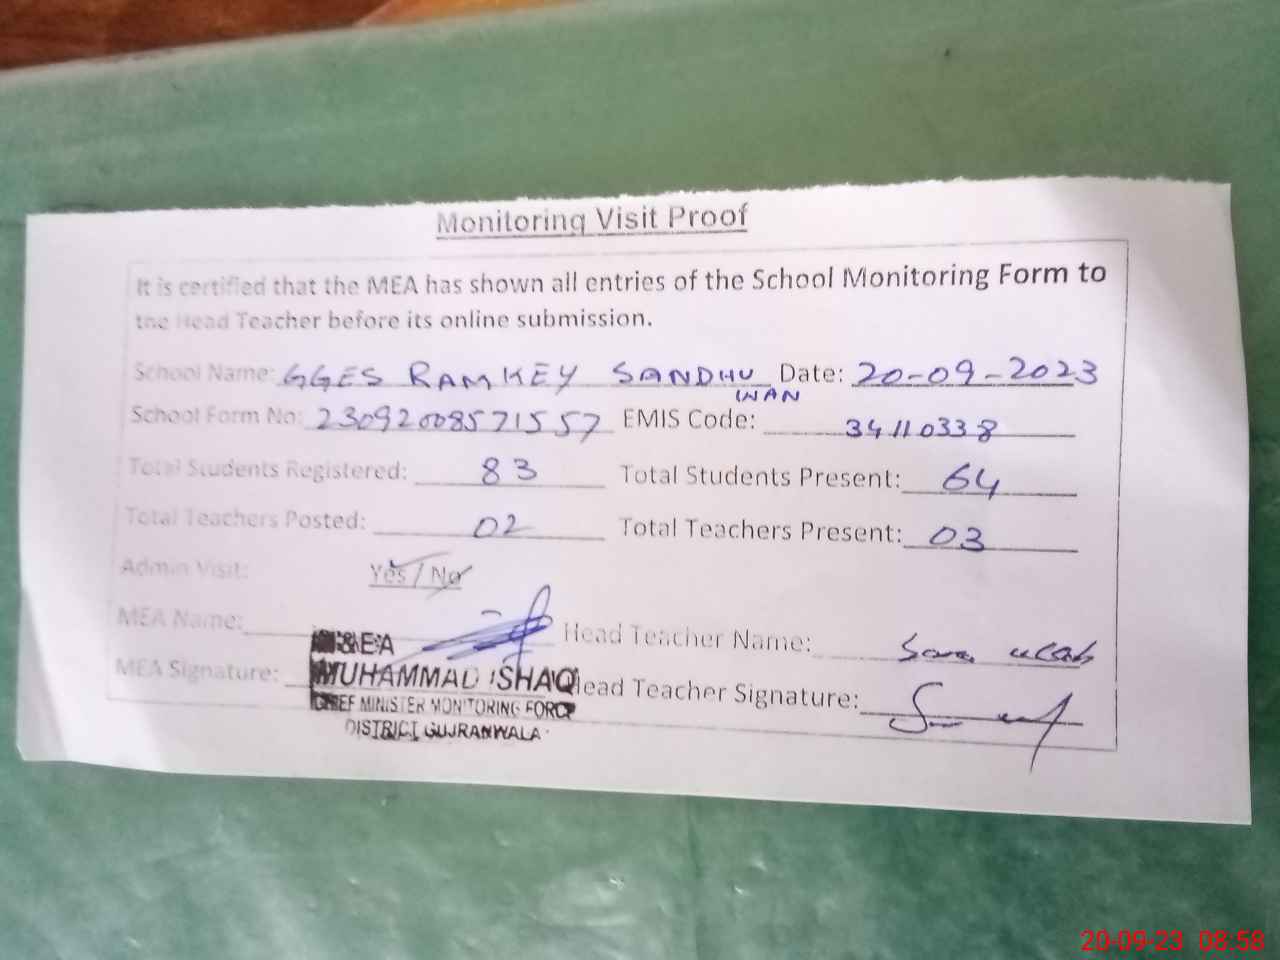 Monitoring Visit Proof
It is certified that the MEA has shown all entries of the School Monitoring Form to
the Head Teacher before its online submission.
School Name: GGES RAMKEY SANDHU Date: 20-09-2023
WAN
School Form No: 23092008571557 EMIS Code: 34110338
Total Students Registered: 83 Total Students Present: 64
Total Teachers Posted: 02 Total Teachers Present: 03
Admin Visit: Yes / No
MEA Name: Head Teacher Name: Sara
M&EA
MEA Signature: MUHAMMAD ISHAQ Head Teacher Signature:
CHIEF MINISTER MONITORING FORCE
DISTRICT GUJRANWALA
20-09-23 08:58